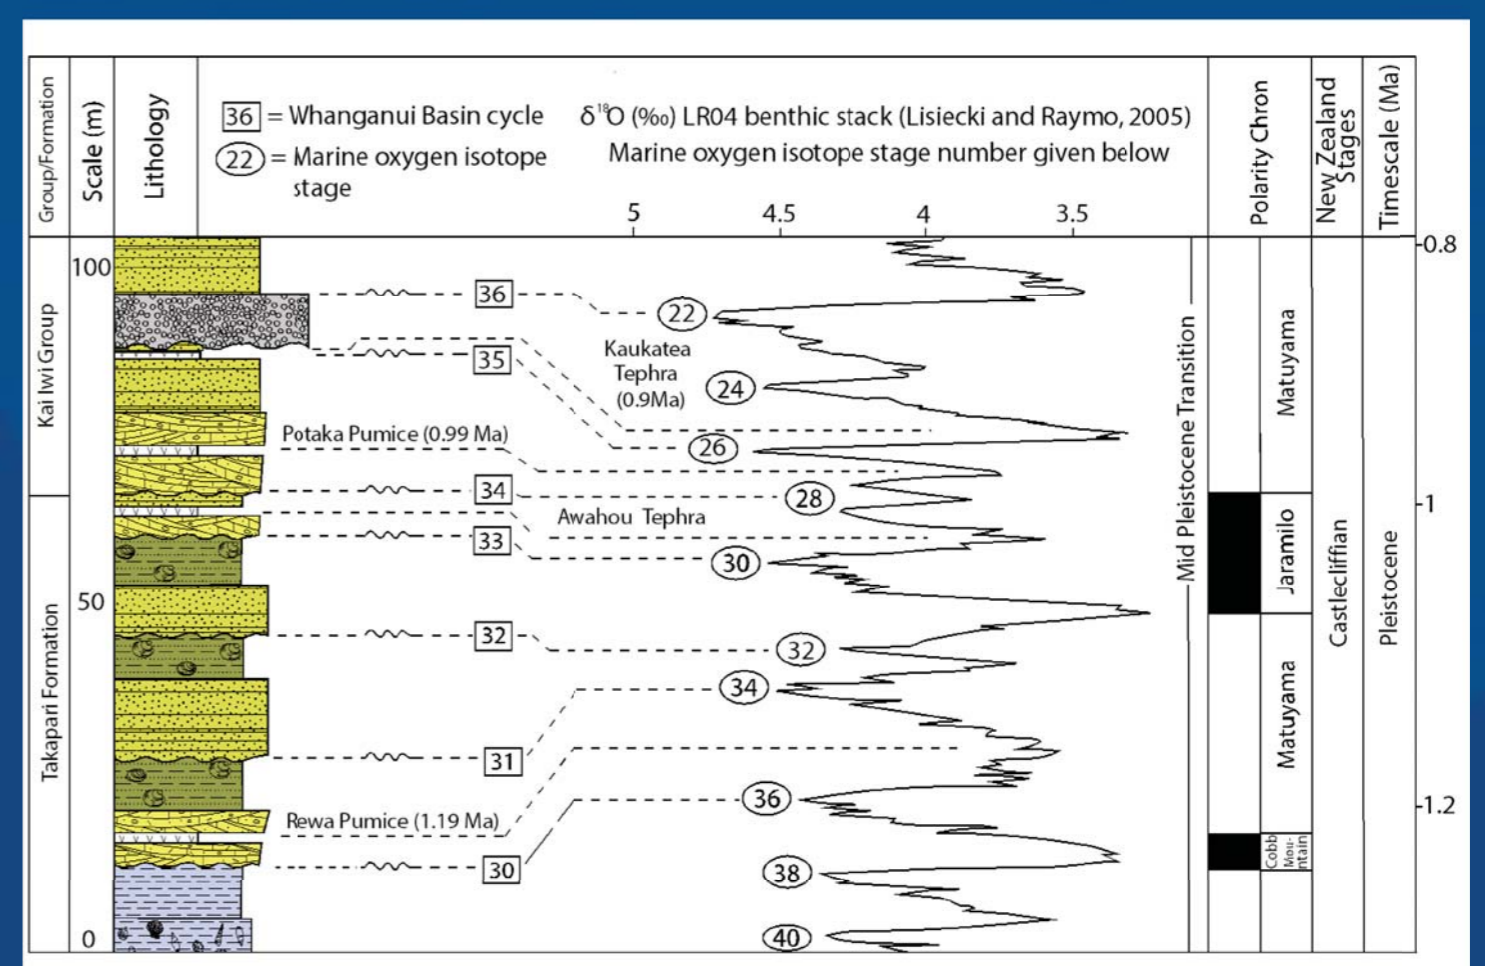 Group/Formation
Scale (m)
Lithology
36 = Whanganui Basin cycle
22 = Marine oxygen isotope
stage
δ¹⁸O (‰) LR04 benthic stack (Lisiecki and Raymo, 2005)
Marine oxygen isotope stage number given below
5 4.5 4 3.5
Polarity Chron
New Zealand
Stages
Timescale (Ma)
Kai Iwi Group
Takapari Formation
100
50
0
36
35
34
33
32
31
30
Potaka Pumice (0.99 Ma)
Rewa Pumice (1.19 Ma)
Kaukatea
Tephra
(0.9Ma)
Awahou Tephra
22
24
26
28
30
32
34
36
38
40
Mid Pleistocene Transition
Matuyama
Jaramilo
Matuyama
Cobb
Mou-
ntain
Castlecliffian
Pleistocene
-0.8
-1
-1.2